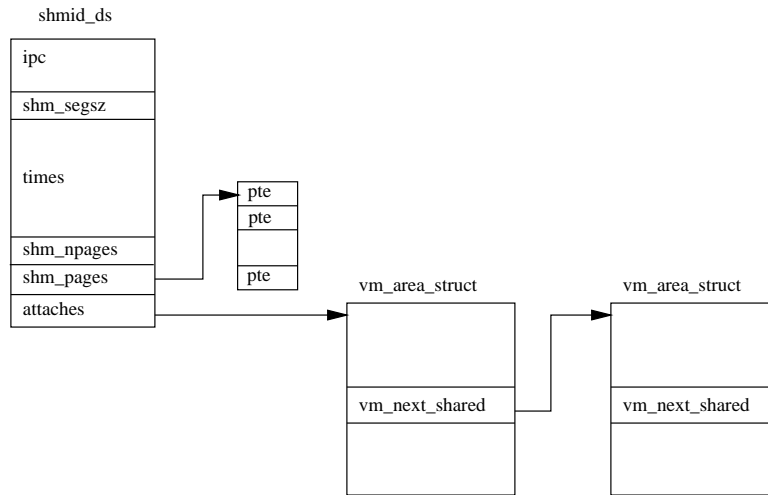 shmid_ds
ipc
shm_segsz
times
shm_npages
shm_pages
attaches
pte
pte
pte
vm_area_struct
vm_next_shared
vm_area_struct
vm_next_shared